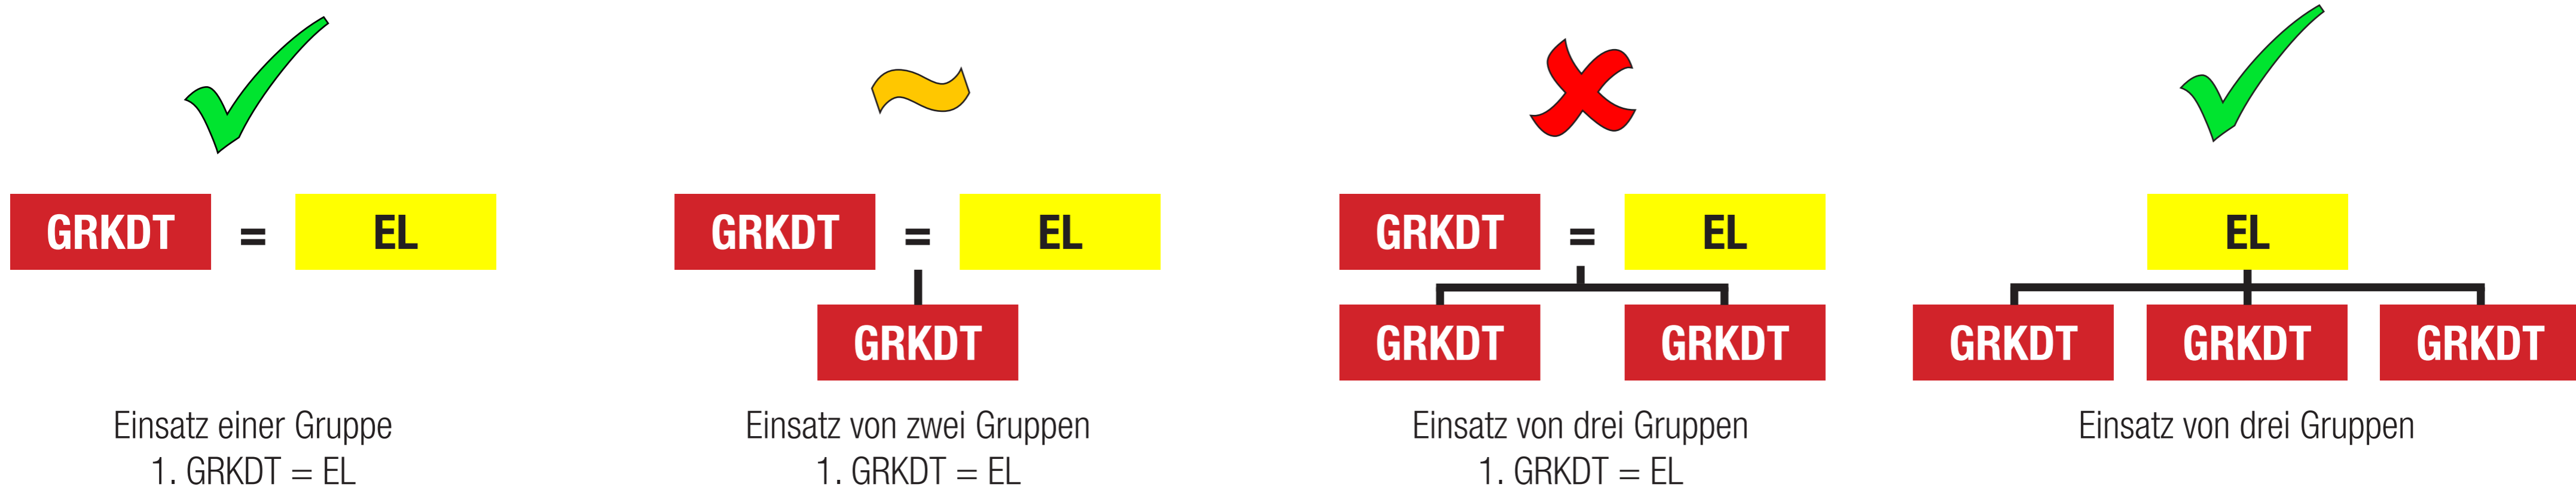 GRKDT = EL
GRKDT = EL
GRKDT
GRKDT = EL
GRKDT GRKDT
EL
GRKDT GRKDT GRKDT
Einsatz einer Gruppe
1. GRKDT = EL
Einsatz von zwei Gruppen
1. GRKDT = EL
Einsatz von drei Gruppen
1. GRKDT = EL
Einsatz von drei Gruppen